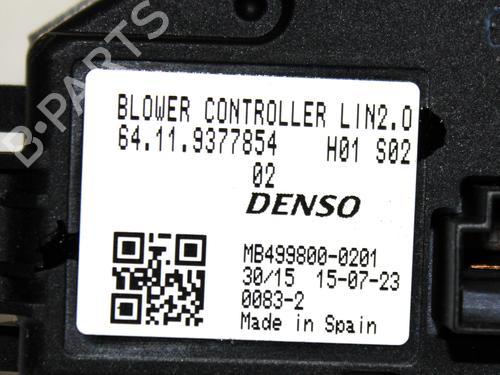 B-PARTS
BLOWER CONTROLLER LIN2.0
64.11.9377854 H01 S02
02
DENSO
MB499800-0201
30/15 15-07-23
0083-2
Made in Spain